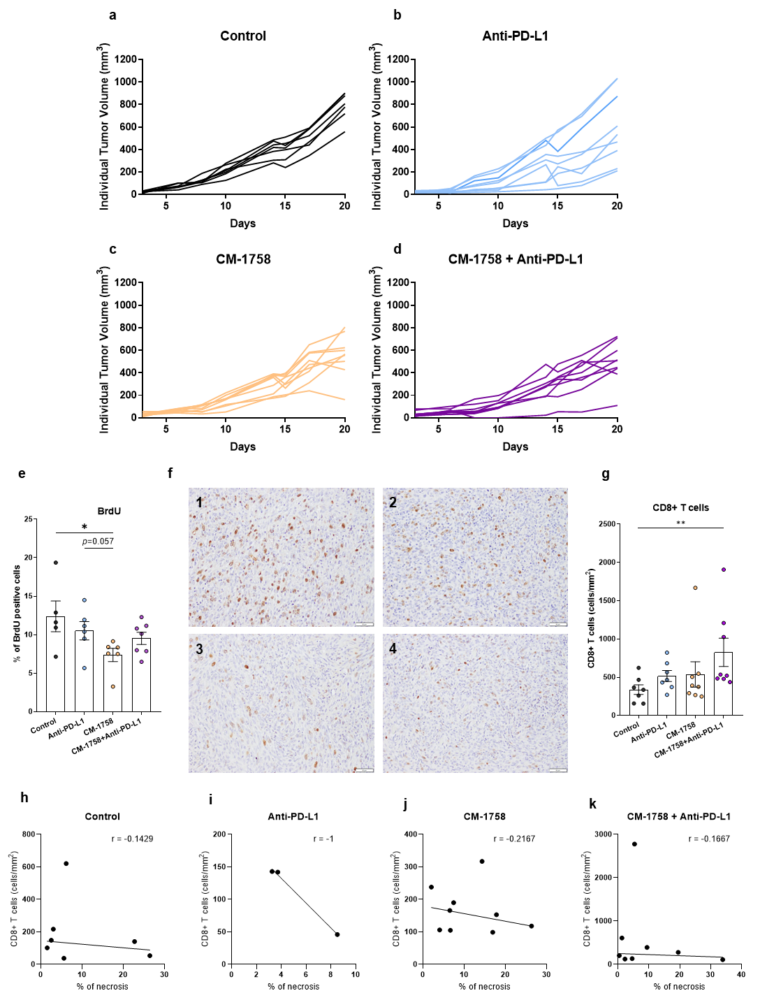 a
Control
Individual Tumor Volume (mm3)
1200
1000
800
600
400
200
0
5
10
15
20
Days
b
Anti-PD-L1
Individual Tumor Volume (mm3)
1200
1000
800
600
400
200
0
5
10
15
20
Days
c
CM-1758
Individual Tumor Volume (mm3)
1200
1000
800
600
400
200
0
5
10
15
20
Days
d
CM-1758 + Anti-PD-L1
Individual Tumor Volume (mm3)
1200
1000
800
600
400
200
0
5
10
15
20
Days
e
BrdU
*
p=0.057
% of BrdU positive cells
25
20
15
10
5
0
Control
Anti-PD-L1
CM-1758
CM-1758+Anti-PD-L1
f
1
2
3
4
g
CD8+ T cells
**
CD8+ T cells (cells/mm2)
2500
2000
1500
1000
500
0
Control
Anti-PD-L1
CM-1758
CM-1758+Anti-PD-L1
h
Control
r = -0.1429
CD8+ T cells (cells/mm2)
800
600
400
200
0
0
10
20
30
% of necrosis
i
Anti-PD-L1
r = -1
CD8+ T cells (cells/mm2)
200
150
100
50
0
0
2
4
6
8
10
% of necrosis
j
CM-1758
r = -0.2167
CD8+ T cells (cells/mm2)
400
300
200
100
0
0
10
20
30
% of necrosis
k
CM-1758 + Anti-PD-L1
r = -0.1667
CD8+ T cells (cells/mm2)
3000
2000
1000
0
0
10
20
30
40
% of necrosis